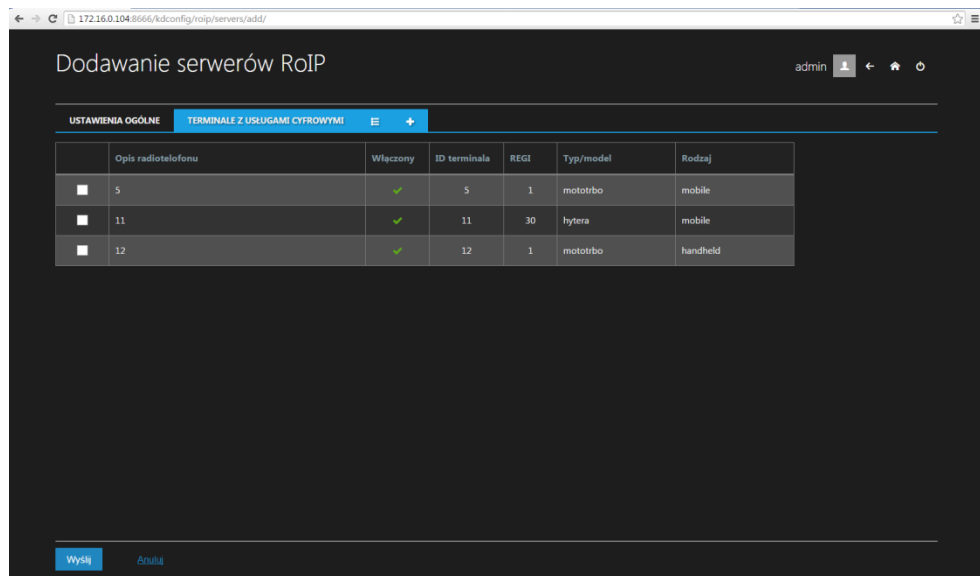 172.16.0.104:8666/kdconfig/roip/servers/add/
Dodawanie serwerów RoIP
admin
USTAWIENIA OGÓLNE TERMINALE Z USŁUGAMI CYFROWYMI
Opis radiotelefonu Włączony ID terminala REGI Typ/model Rodzaj
5 5 1 mototrbo mobile
11 11 30 hytera mobile
12 12 1 mototrbo handheld
Wyślij Anuluj